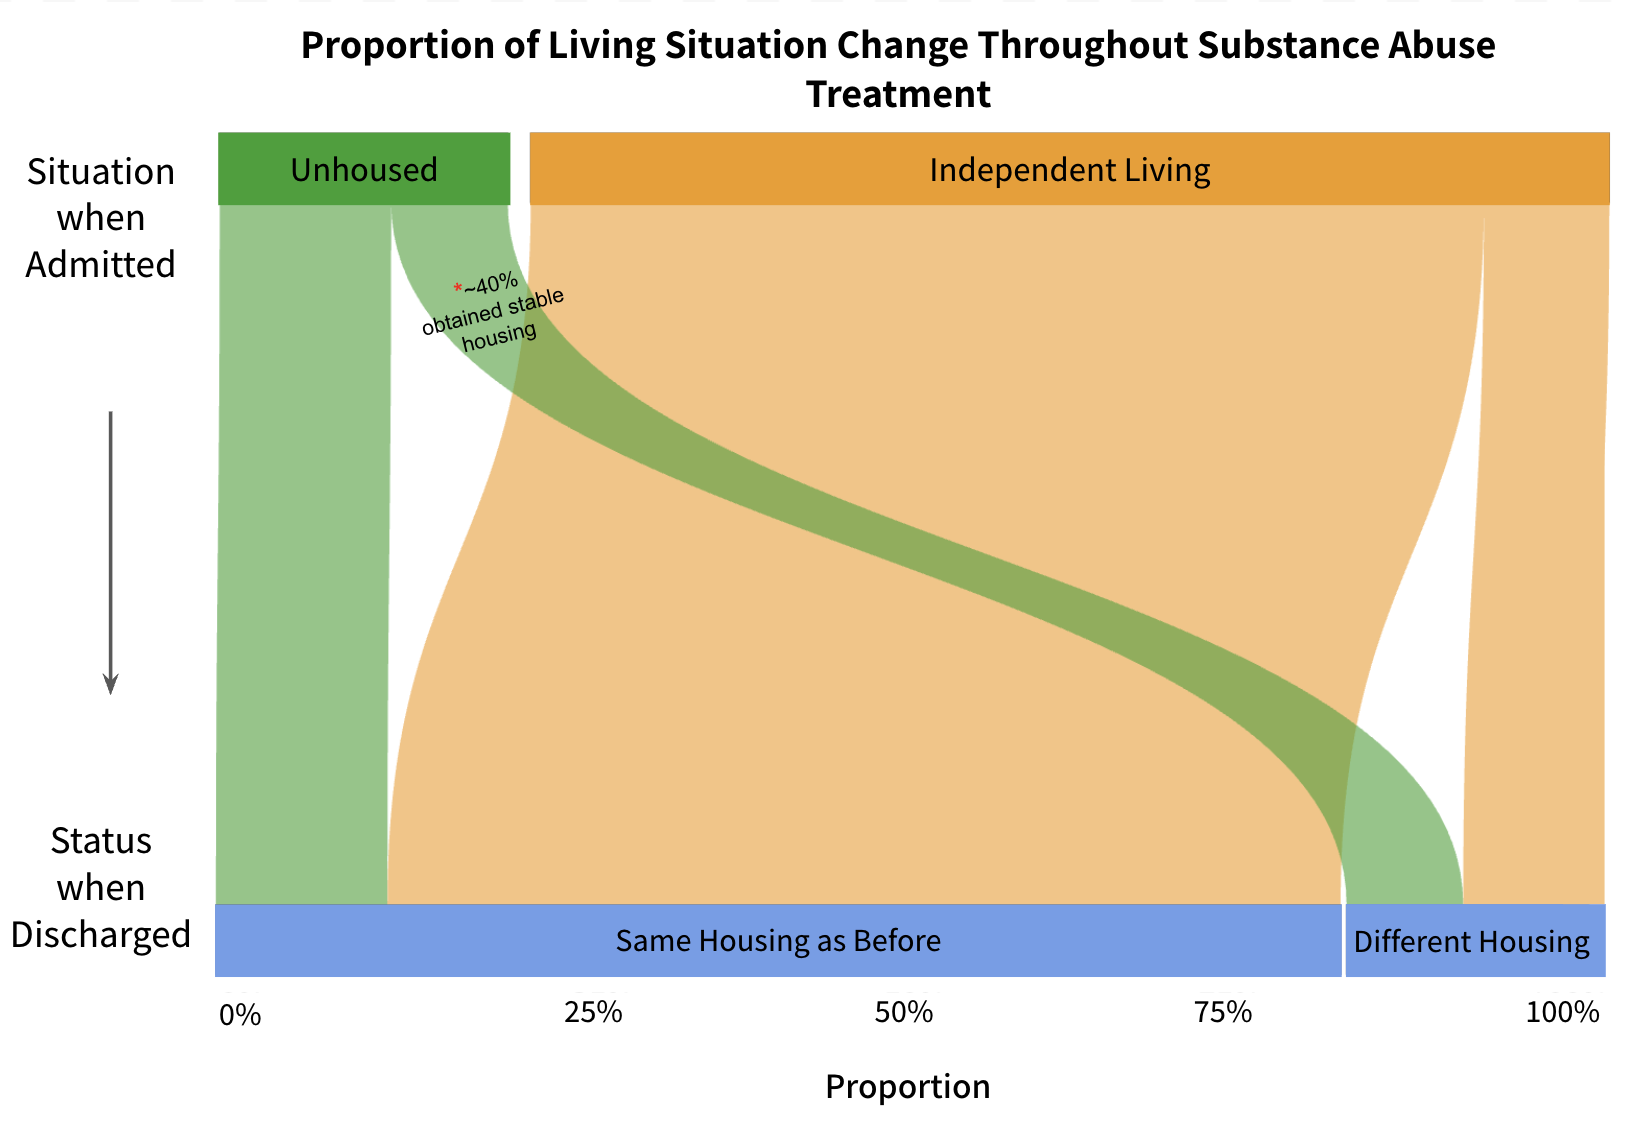 Proportion of Living Situation Change Throughout Substance Abuse
Treatment
Unhoused
Independent Living
Situation
when
Admitted
*~40%
obtained stable
housing
Status
when
Discharged
Same Housing as Before
Different Housing
0%
25%
50%
75%
100%
Proportion